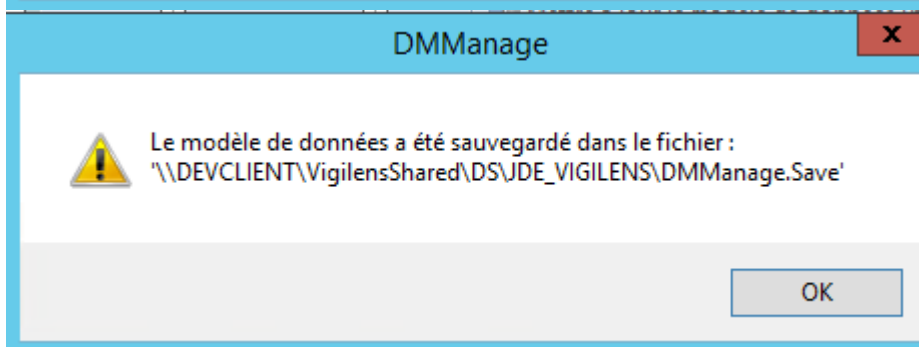 DMManage
x
Le modèle de données a été sauvegardé dans le fichier :
'\\DEVCLIENT\VigilensShared\DS\JDE_VIGILENS\DMManage.Save'
OK